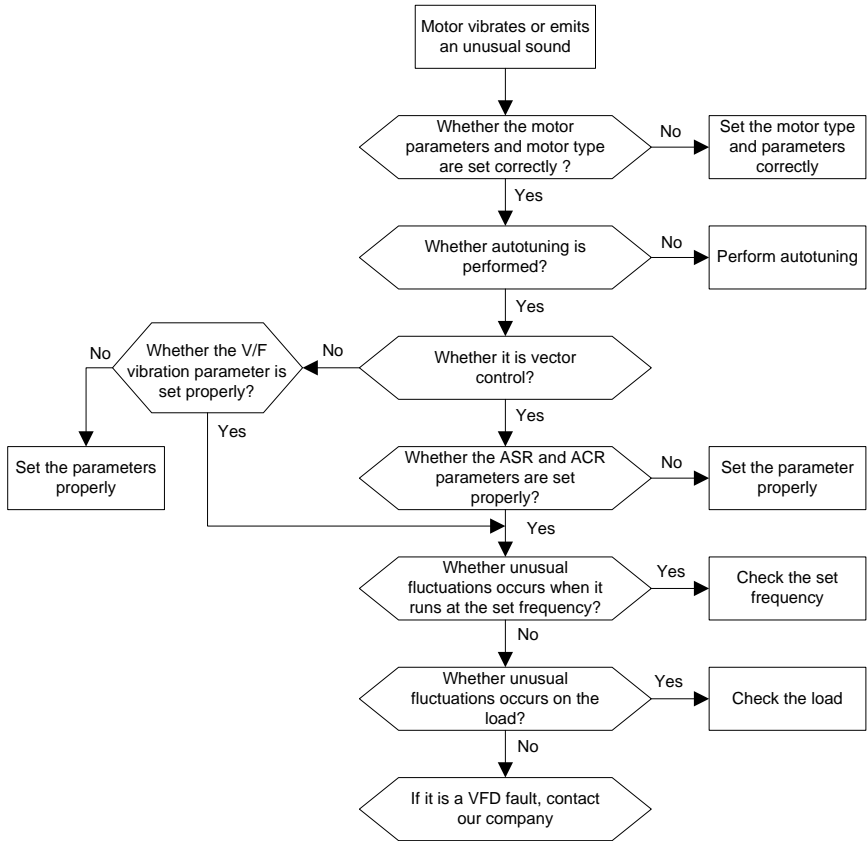 Motor vibrates or emits
an unusual sound
Whether the motor
parameters and motor type
are set correctly ?
No
Set the motor type
and parameters
correctly
Yes
Whether autotuning is
performed?
No
Perform autotuning
Yes
Whether it is vector
control?
No
Whether the V/F
vibration parameter is
set properly?
No
Set the parameters
properly
Yes
Yes
Whether the ASR and ACR
parameters are set
properly?
No
Set the parameter
properly
Yes
Whether unusual
fluctuations occurs when it
runs at the set frequency?
Yes
Check the set
frequency
No
Whether unusual
fluctuations occurs on the
load?
Yes
Check the load
No
If it is a VFD fault, contact
our company